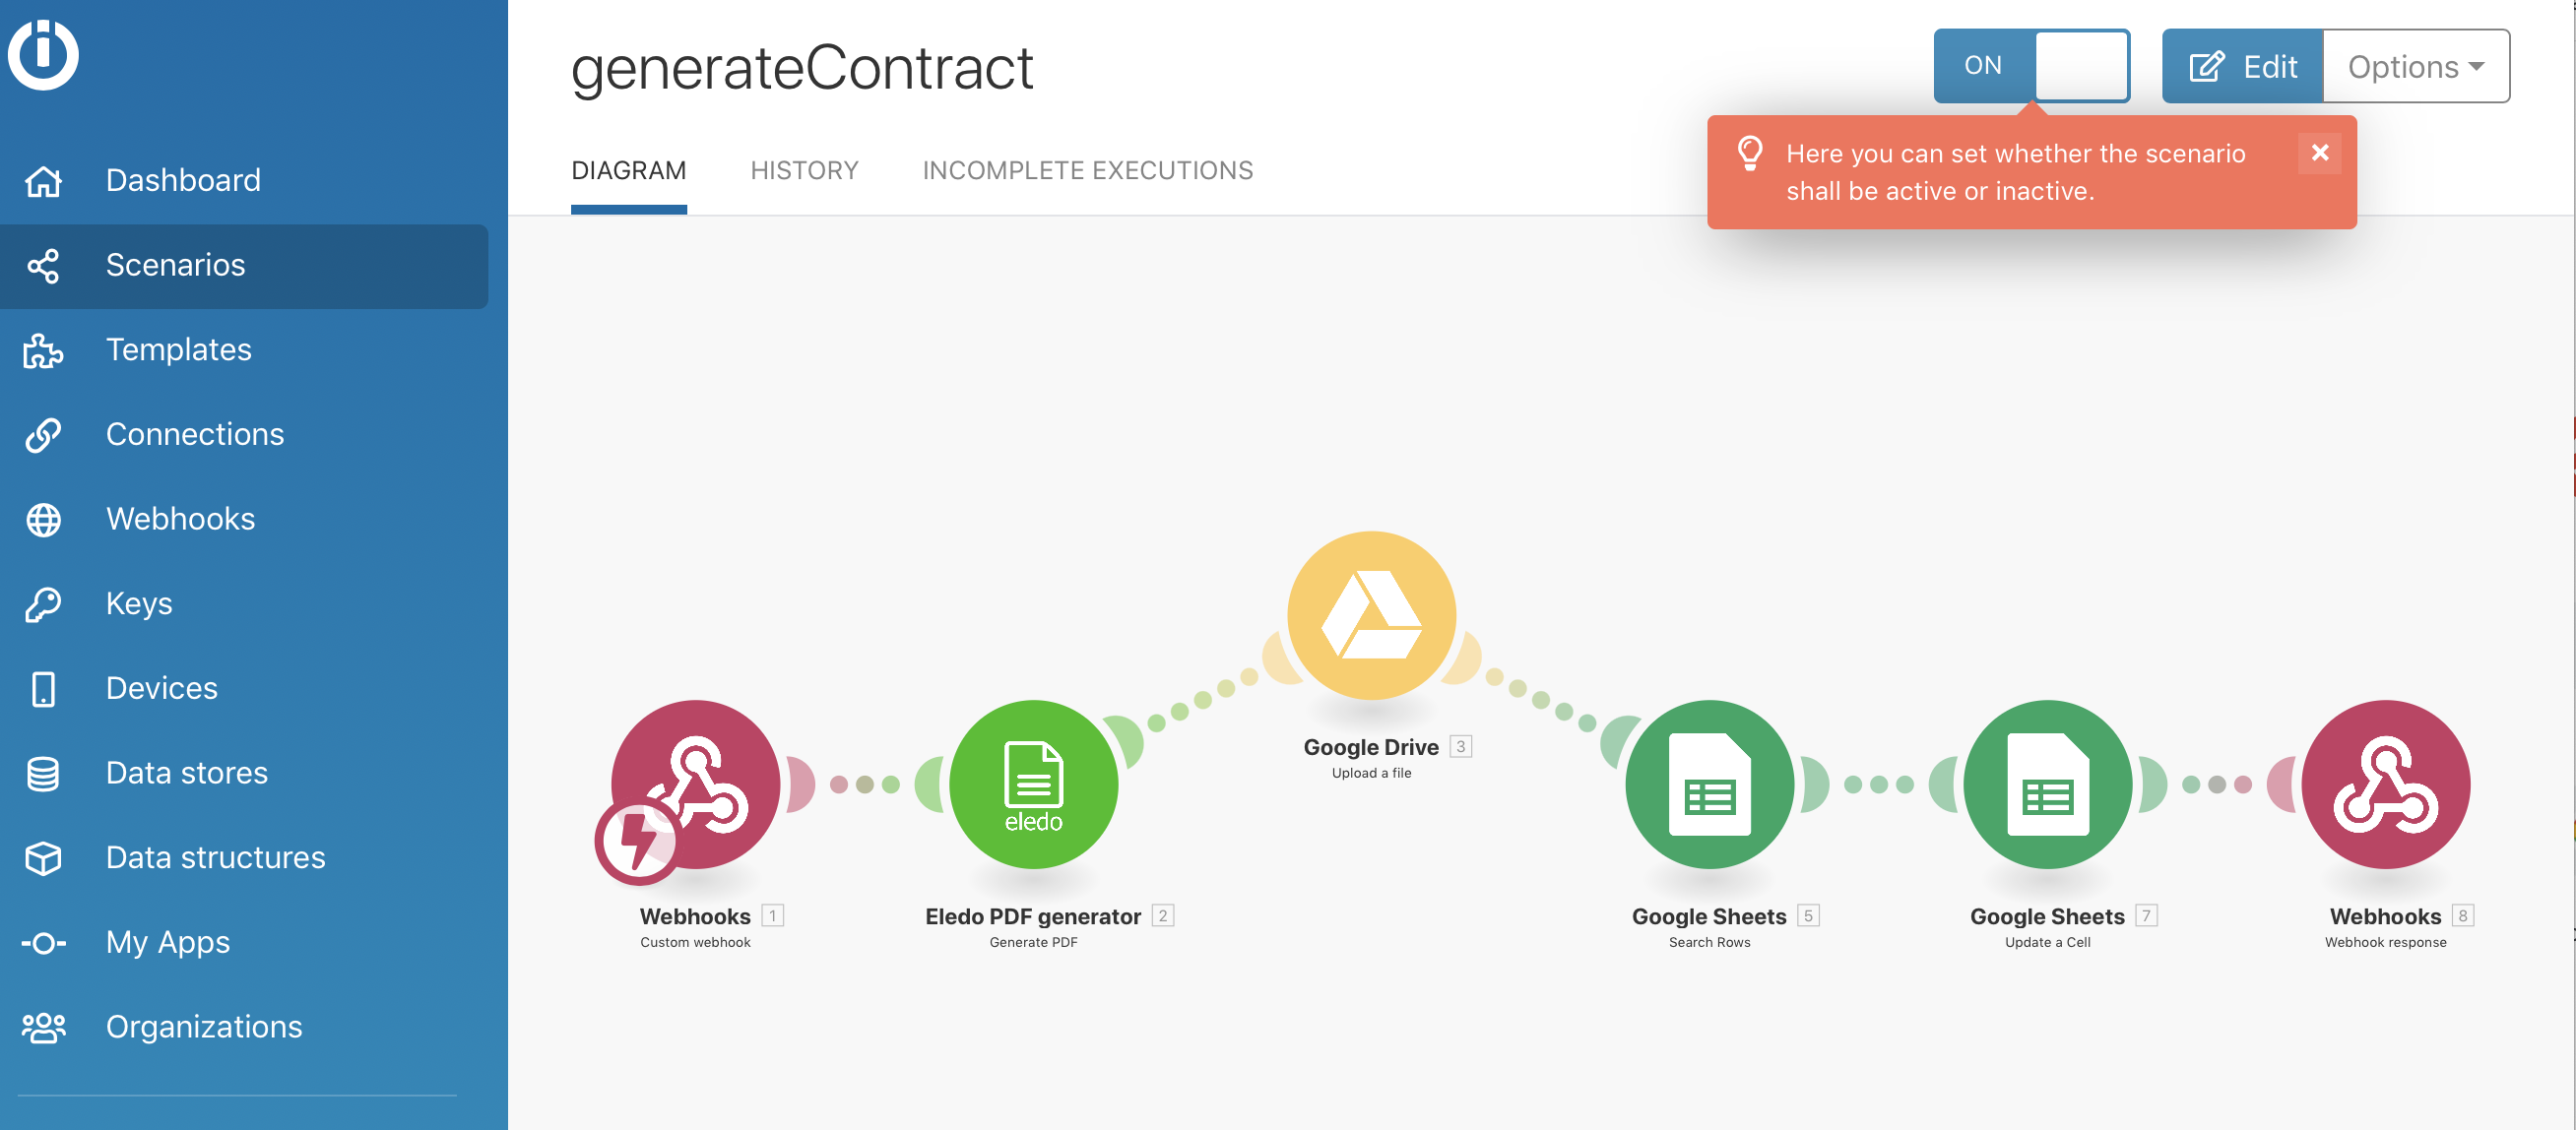 generateContract
ON
Edit
Options
Here you can set whether the scenario
shall be active or inactive.
DIAGRAM
HISTORY
INCOMPLETE EXECUTIONS
Dashboard
Scenarios
Templates
Connections
Webhooks
Keys
Devices
Data stores
Data structures
My Apps
Organizations
eledo
Webhooks 1
Custom webhook
Eledo PDF generator 2
Generate PDF
Google Drive 3
Upload a file
Google Sheets 5
Search Rows
Google Sheets 7
Update a Cell
Webhooks 8
Webhook response